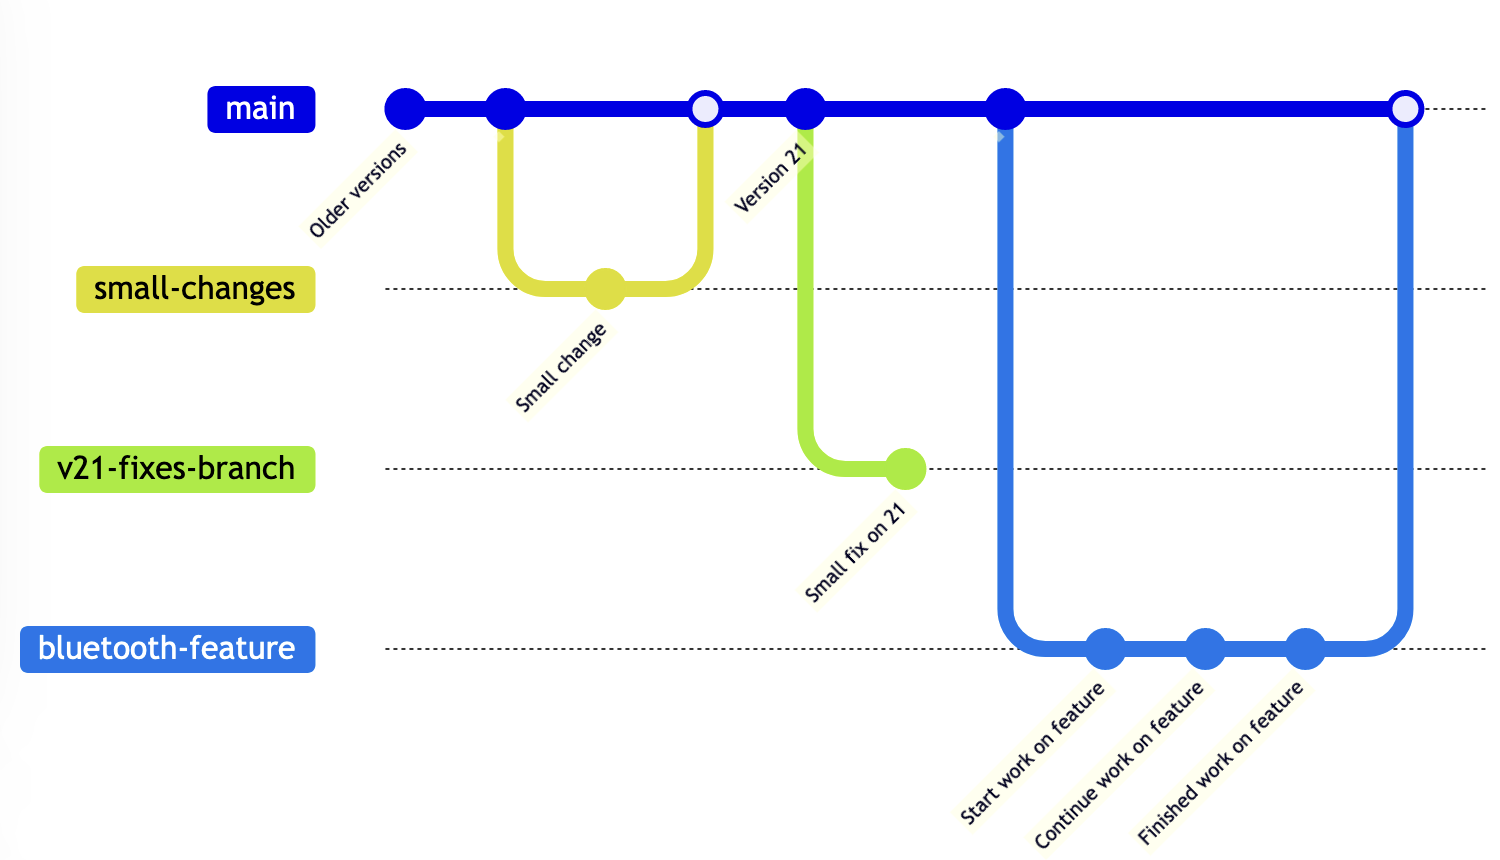 main
Older versions
Version 21
small-changes
Small change
v21-fixes-branch
Small fix on 21
bluetooth-feature
Start work on feature
Continue work on feature
Finished work on feature